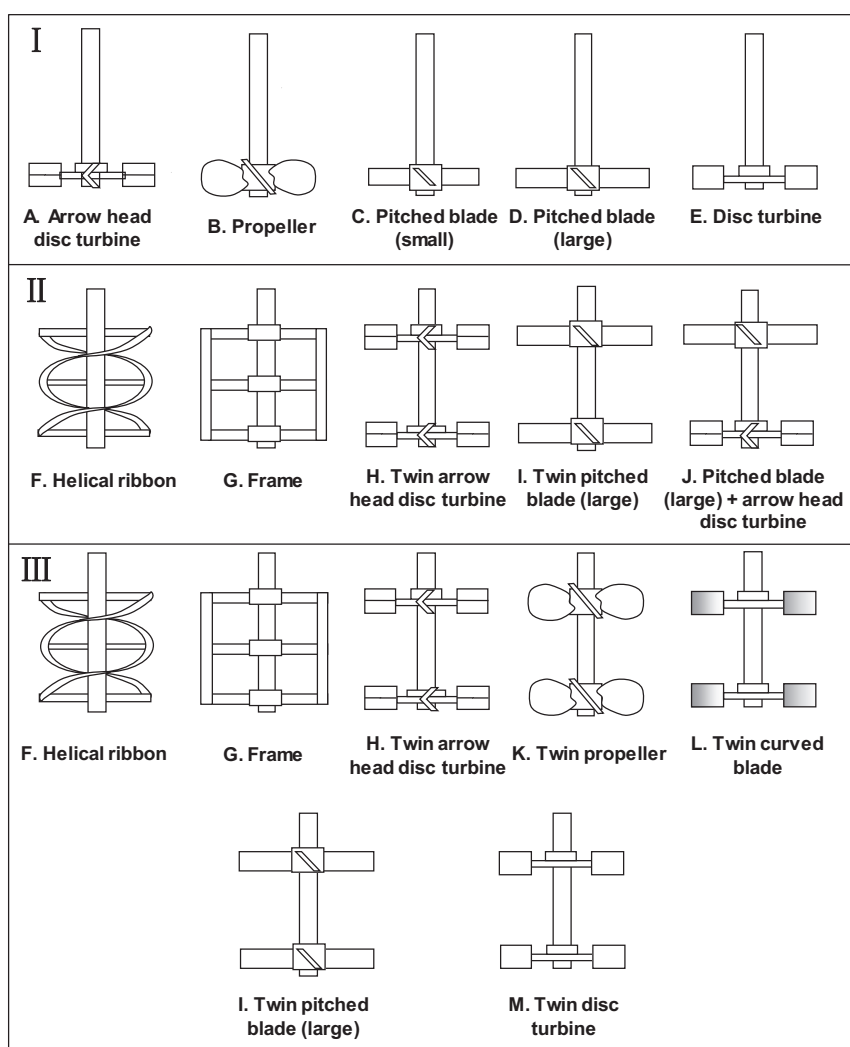 Ⅰ
A. Arrow head
disc turbine
B. Propeller
C. Pitched blade
(small)
D. Pitched blade
(large)
E. Disc turbine
Ⅱ
F. Helical ribbon
G. Frame
H. Twin arrow
head disc turbine
I. Twin pitched
blade (large)
J. Pitched blade
(large) + arrow head
disc turbine
Ⅲ
F. Helical ribbon
G. Frame
H. Twin arrow
head disc turbine
K. Twin propeller
L. Twin curved
blade
I. Twin pitched
blade (large)
M. Twin disc
turbine